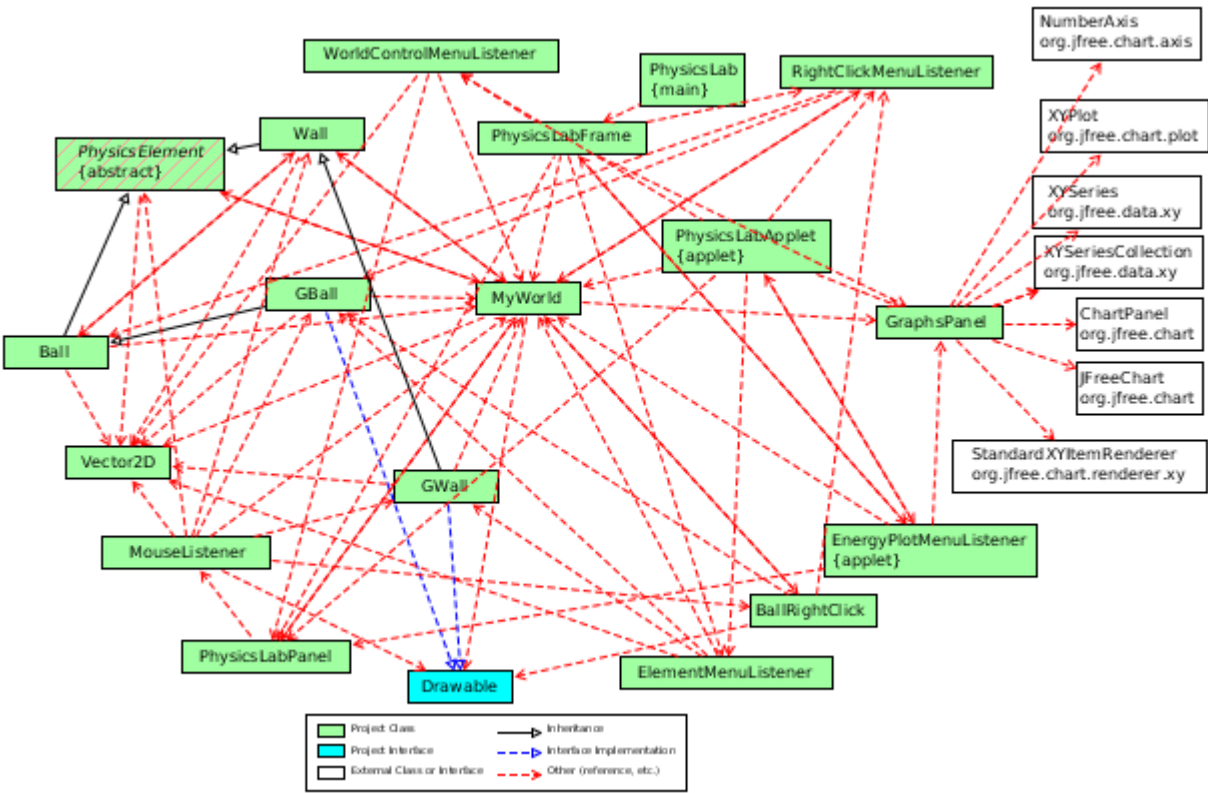 WorldControlMenuListener
PhysicsLab
{main}
RightClickMenuListener
NumberAxis
org.jfree.chart.axis
Wall
PhysicsLabFrame
XYPlot
org.jfree.chart.plot
PhysicsElement
{abstract}
XYSeries
org.jfree.data.xy
PhysicsLabApplet
{applet}
XYSeriesCollection
org.jfree.data.xy
GBall
MyWorld
GraphsPanel
ChartPanel
org.jfree.chart
Ball
JFreeChart
org.jfree.chart
Vector2D
GWall
StandardXYItemRenderer
org.jfree.chart.renderer.xy
MouseListener
EnergyPlotMenuListener
{applet}
BallRightClick
PhysicsLabPanel
Drawable
ElementMenuListener
Project Class
Inheritance
Project Interface
Interface Implementation
External Class or Interface
Other (reference, etc.)